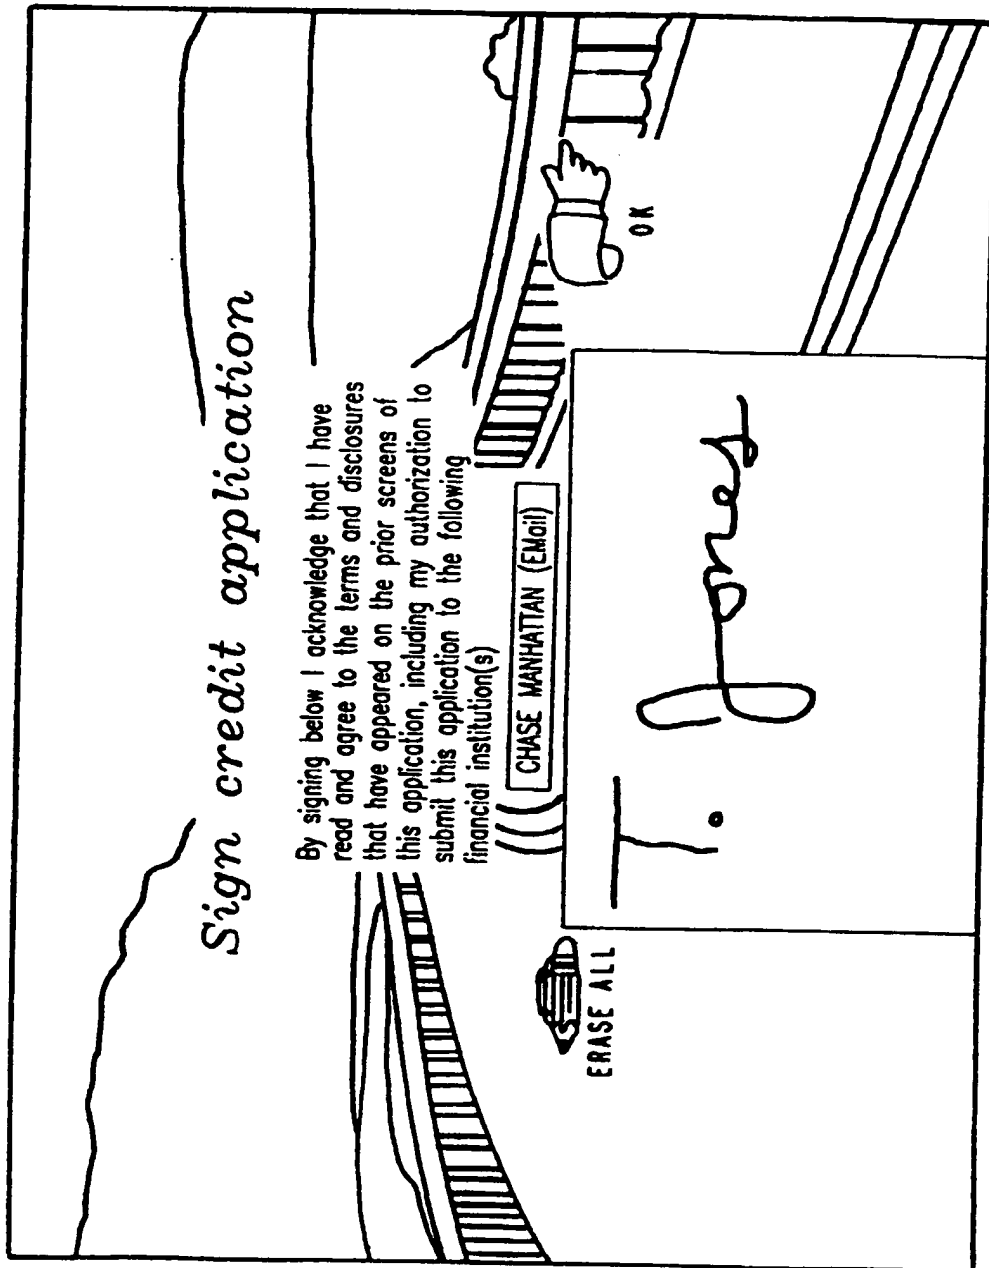 Sign credit application
By signing below I acknowledge that I have
read and agree to the terms and disclosures
that have appeared on the prior screens of
this application, including my authorization to
submit this application to the following
financial institution(s)
CHASE MANHATTAN (EMail)
ERASE ALL
T. Jones
OK